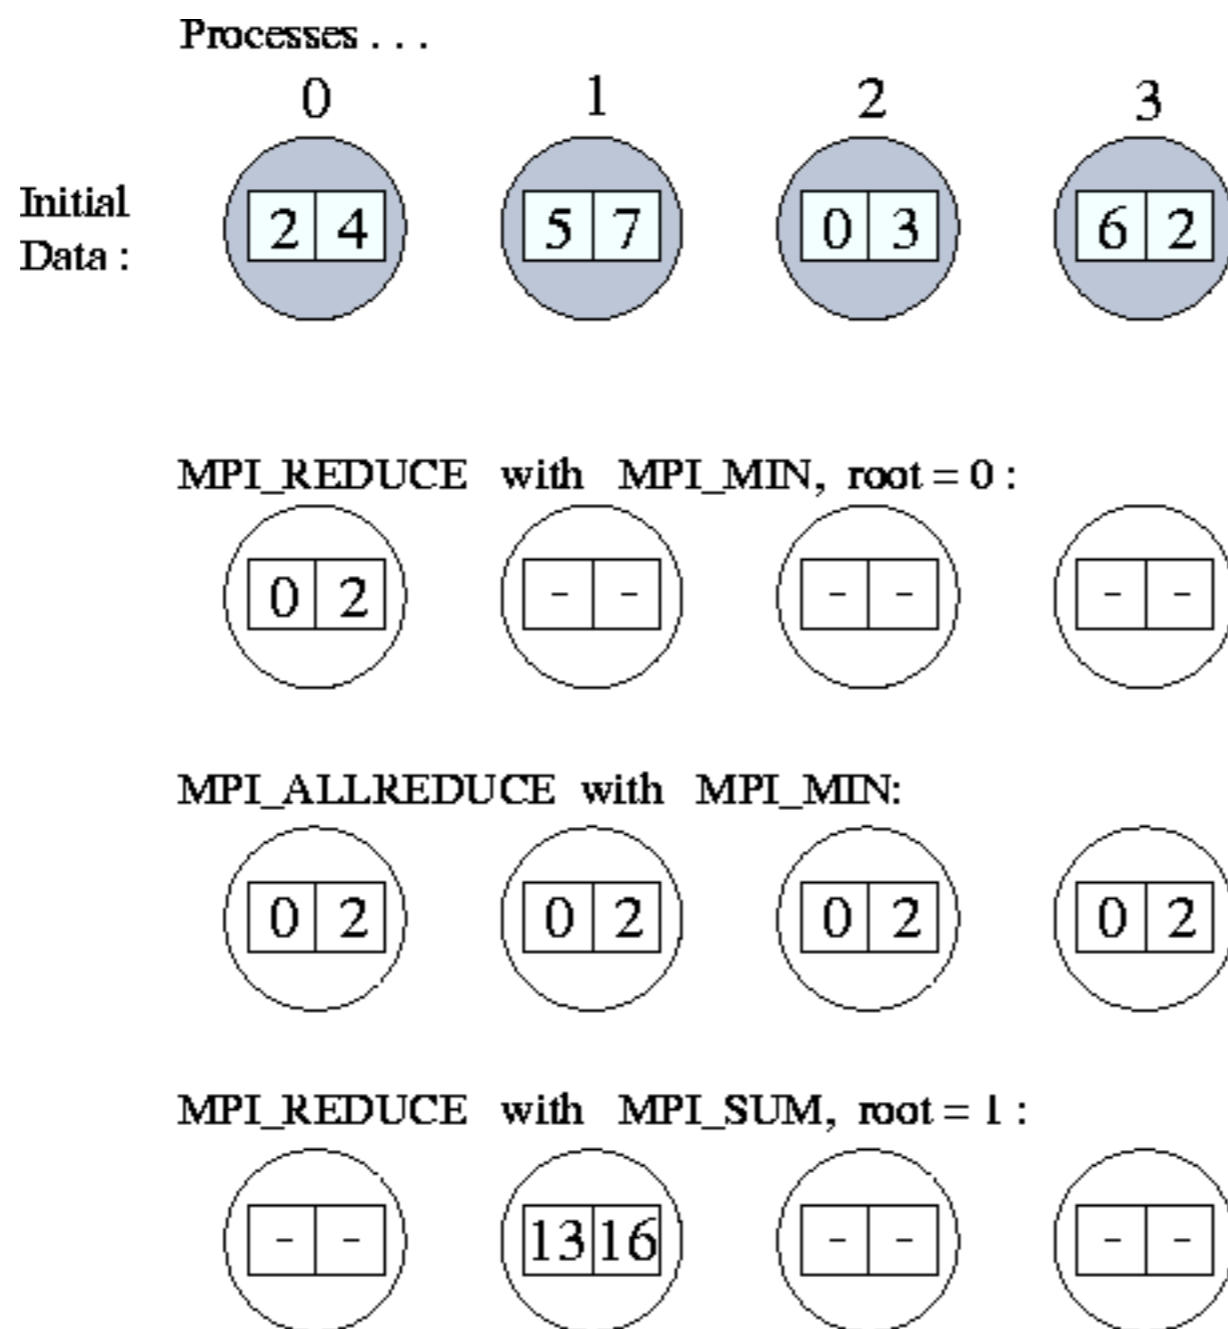 Processes . . .
0 1 2 3
Initial
Data :
2 4 5 7 0 3 6 2
MPI_REDUCE with MPI_MIN, root = 0 :
0 2 - - - - - -
MPI_ALLREDUCE with MPI_MIN:
0 2 0 2 0 2 0 2
MPI_REDUCE with MPI_SUM, root = 1 :
- - 13 16 - - - -